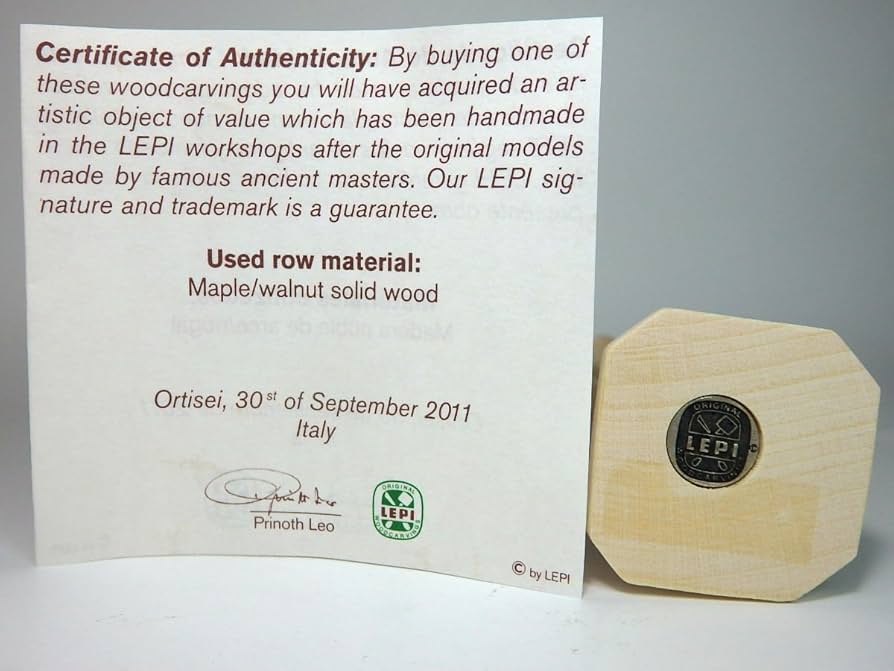 Certificate of Authenticity: By buying one of
these woodcarvings you will have acquired an ar-
tistic object of value which has been handmade
in the LEPI workshops after the original models
made by famous ancient masters. Our LEPI sig-
nature and trademark is a guarantee.
Used row material:
Maple/walnut solid wood
Ortisei, 30st of September 2011
Italy
Prinoth Leo
ORIGINAL
LEPI
WOODCARVINGS
© by LEPI
ORIGINAL
LEPI
WOODCARVINGS